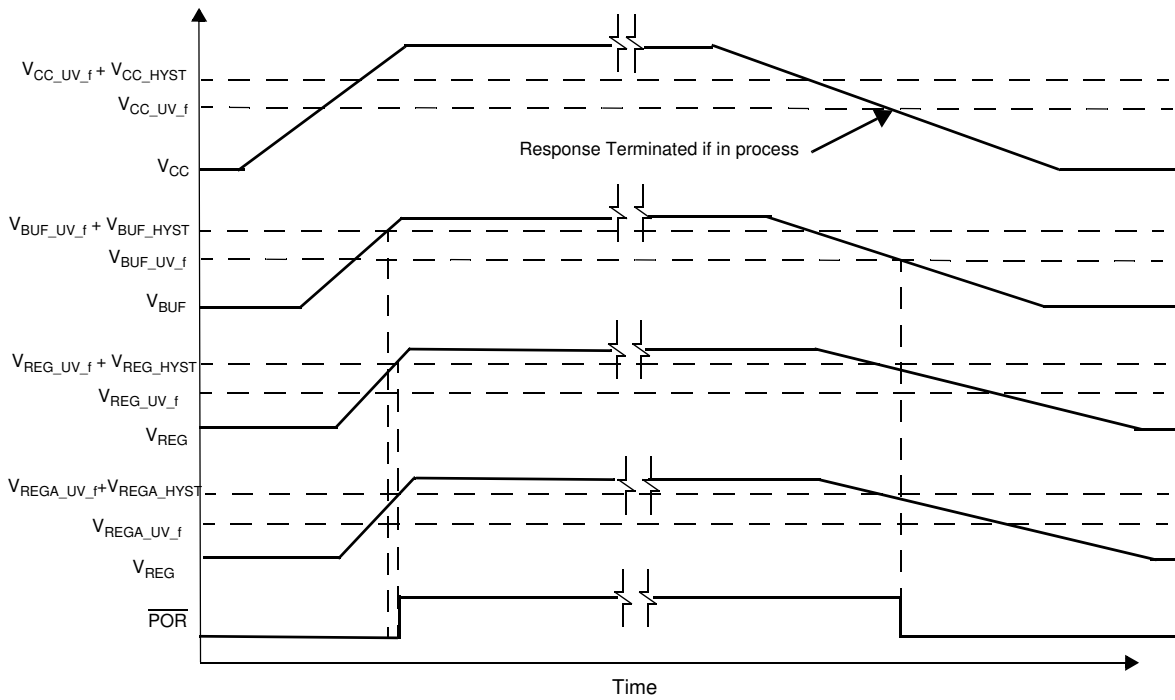 V_CC_UV_f + V_CC_HYST
V_CC_UV_f
Response Terminated if in process
V_CC
V_BUF_UV_f + V_BUF_HYST
V_BUF_UV_f
V_BUF
V_REG_UV_f + V_REG_HYST
V_REG_UV_f
V_REG
V_REGA_UV_f+V_REGA_HYST
V_REGA_UV_f
V_REG
POR
Time